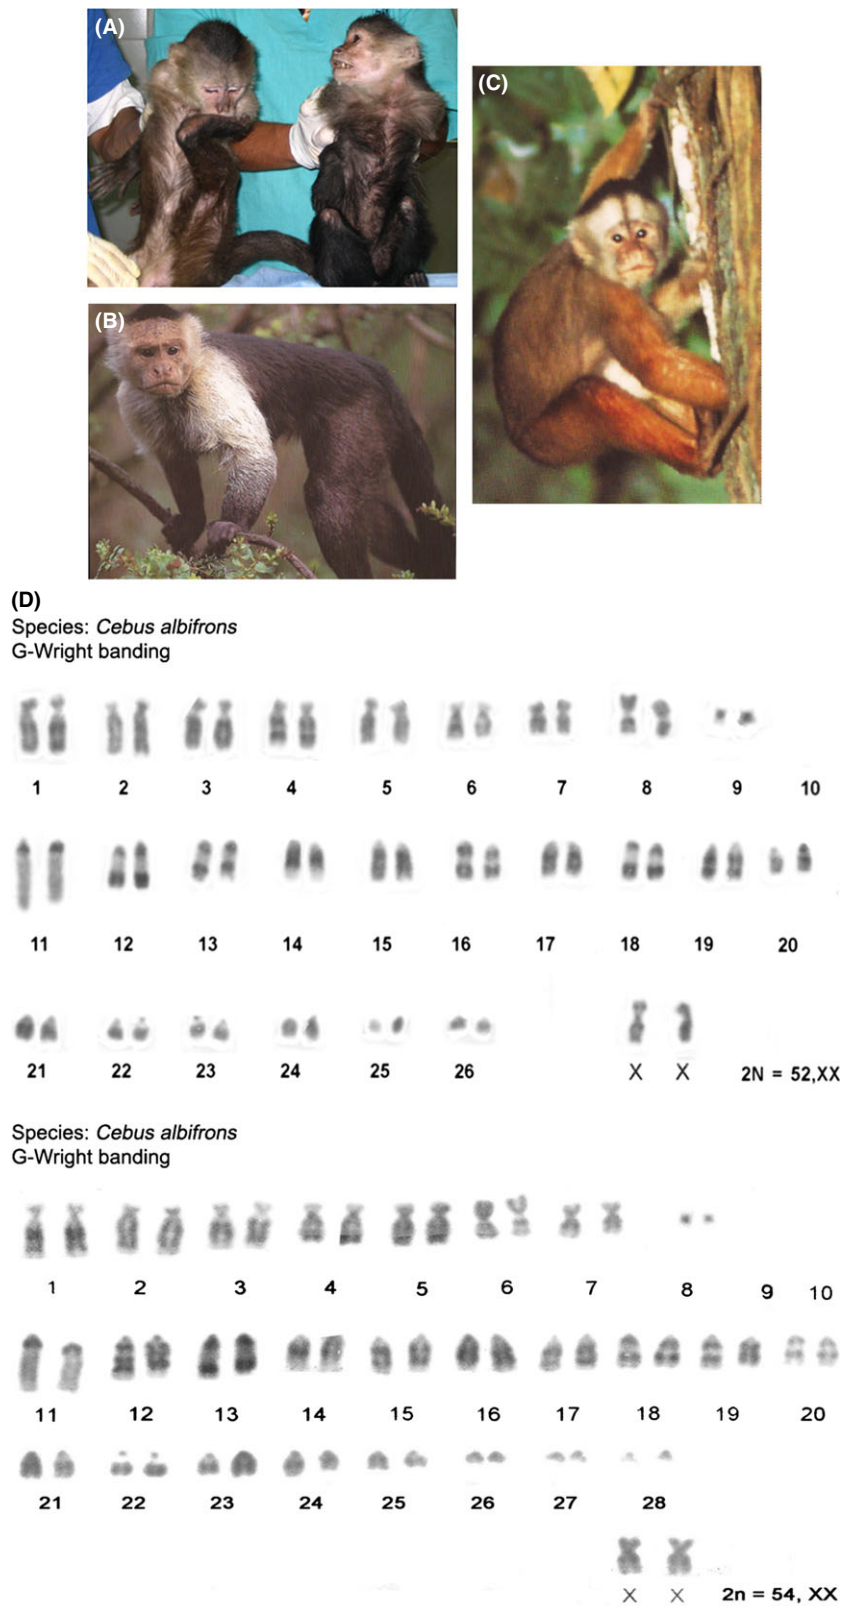 (A)
(B)
(C)
(D)
Species: Cebus albifrons
G-Wright banding
1 2 3 4 5 6 7 8 9 10
11 12 13 14 15 16 17 18 19 20
21 22 23 24 25 26 X X 2N = 52,XX
Species: Cebus albifrons
G-Wright banding
1 2 3 4 5 6 7 8 9 10
11 12 13 14 15 16 17 18 19 20
21 22 23 24 25 26 27 28
X X 2n = 54, XX